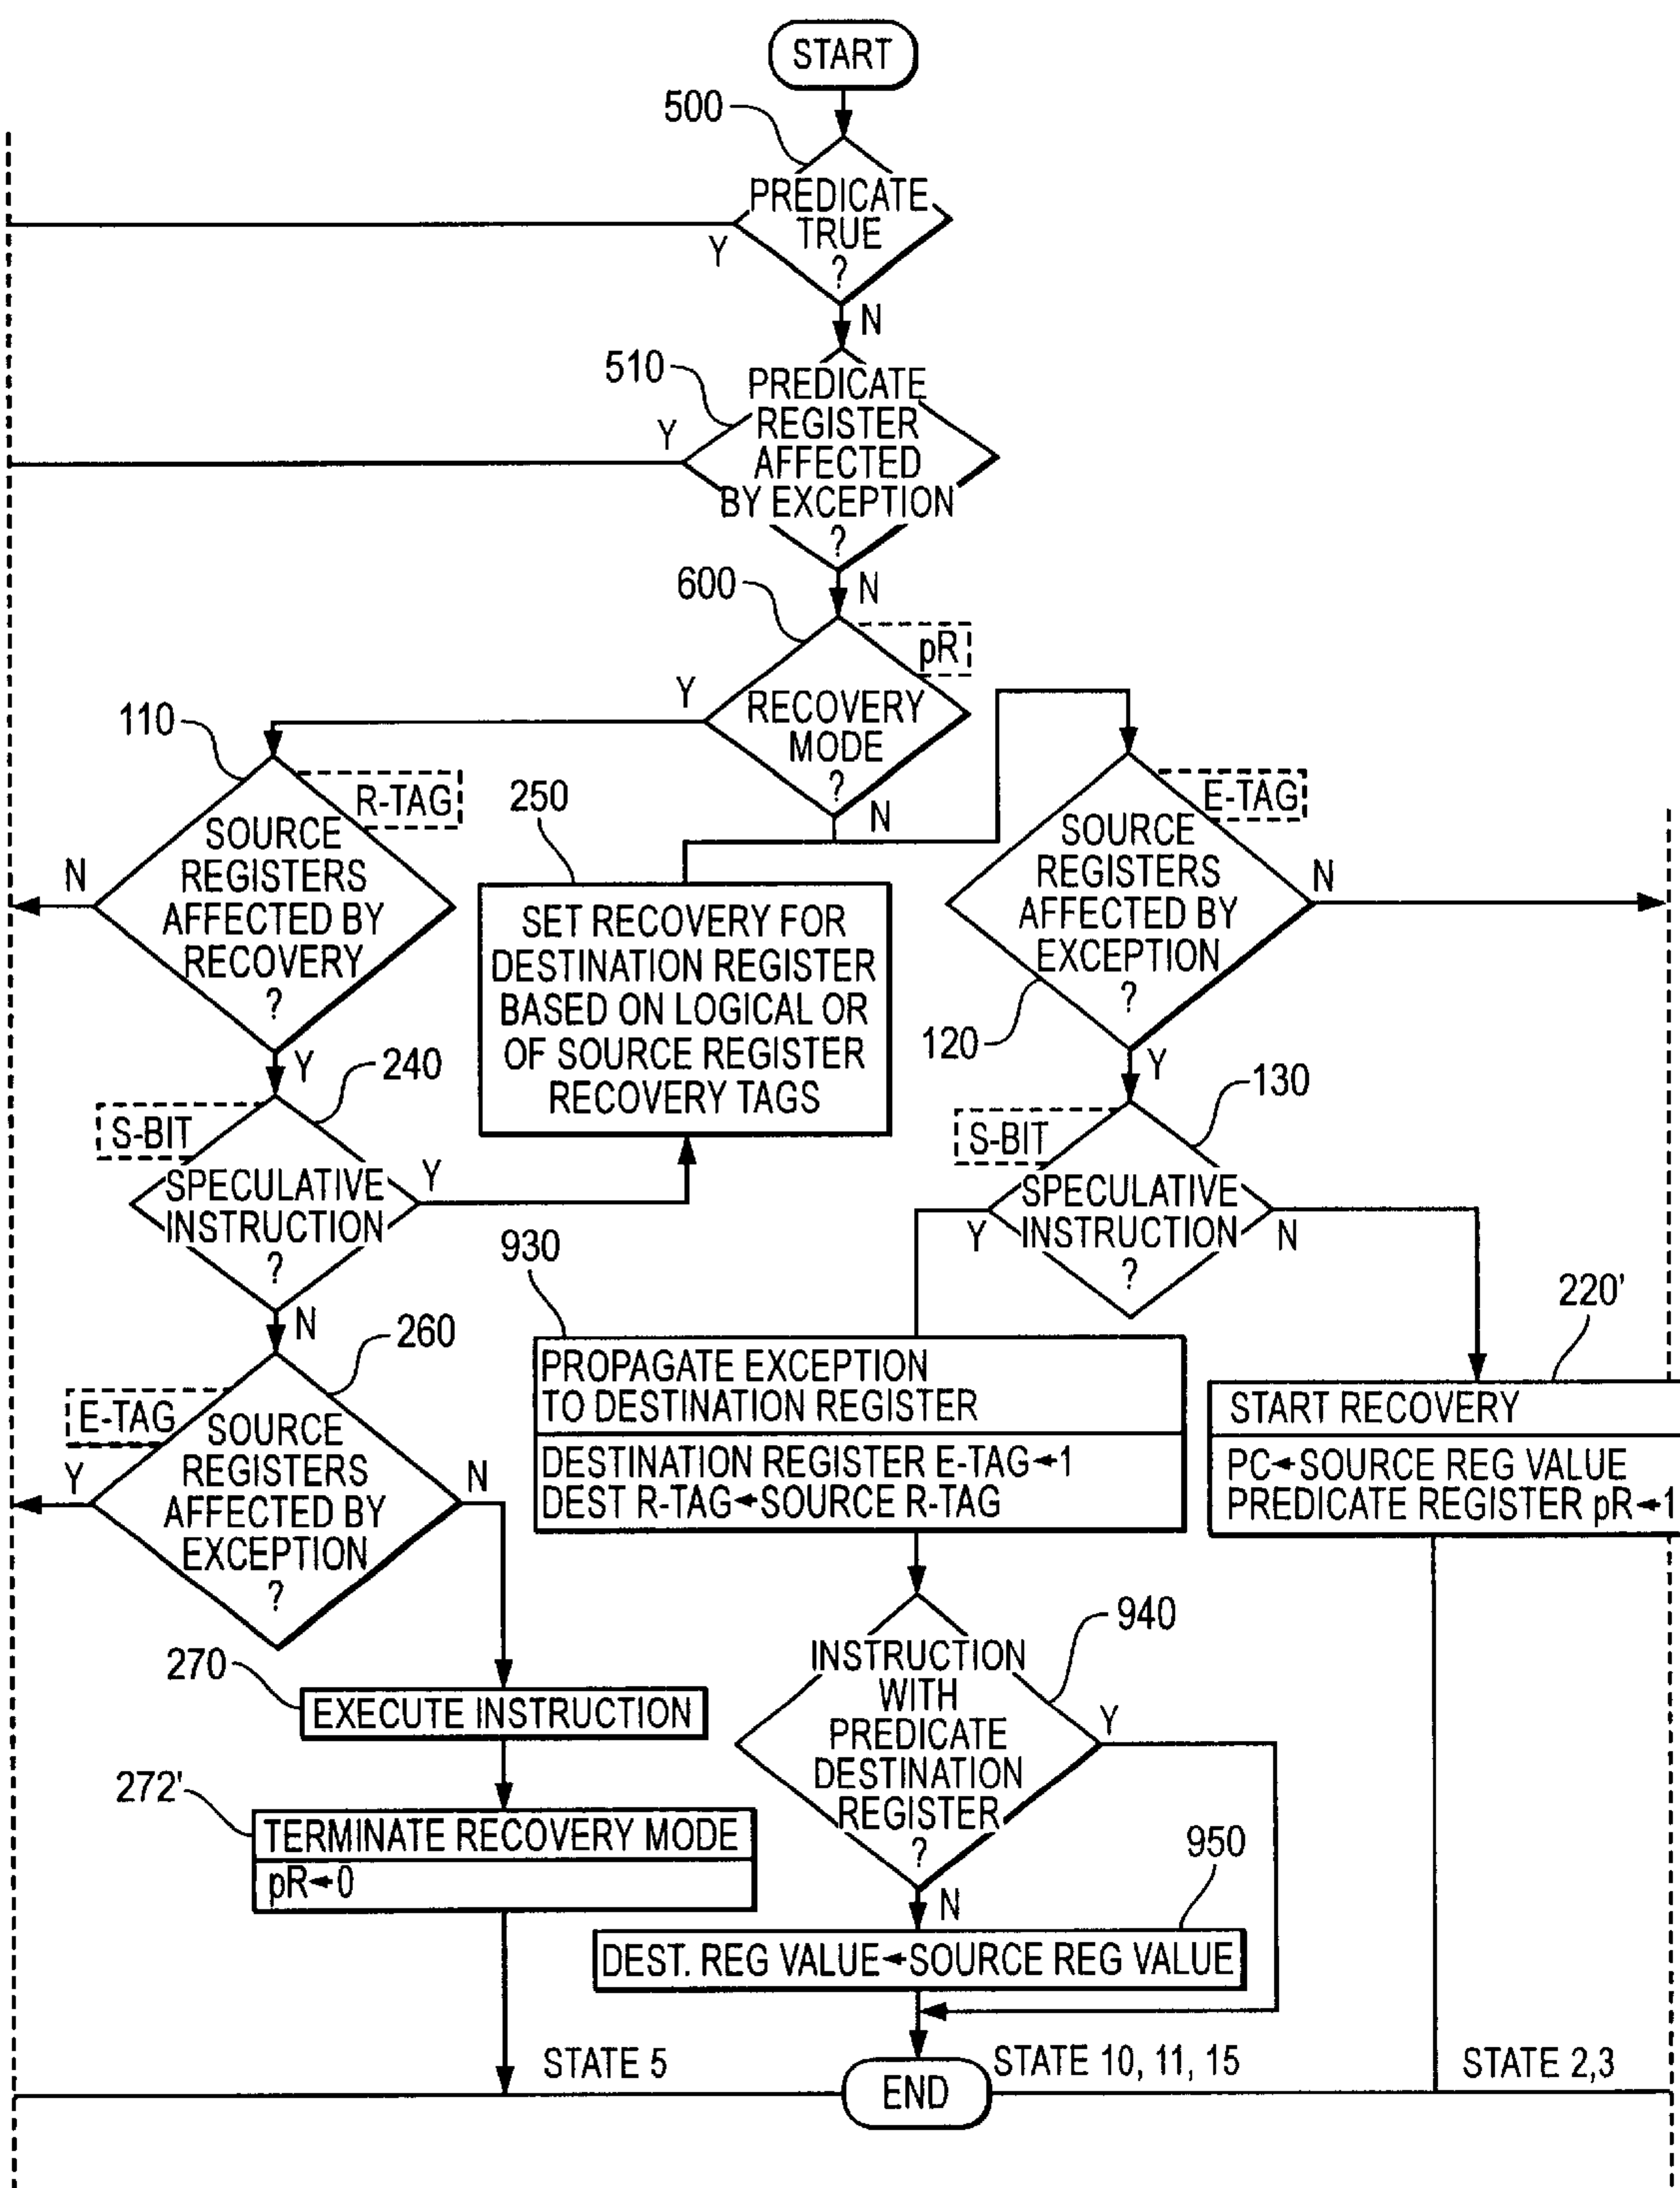 START
500
PREDICATE
TRUE
?
Y
N
510
PREDICATE
REGISTER
AFFECTED
BY EXCEPTION
?
Y
N
600
pR
RECOVERY
MODE
?
Y
N
110
R-TAG
SOURCE
REGISTERS
AFFECTED BY
RECOVERY
?
N
Y
250
SET RECOVERY FOR
DESTINATION REGISTER
BASED ON LOGICAL OR
OF SOURCE REGISTER
RECOVERY TAGS
E-TAG
SOURCE
REGISTERS
AFFECTED BY
EXCEPTION
?
N
120
Y
240
S-BIT
SPECULATIVE
INSTRUCTION
?
Y
N
130
S-BIT
SPECULATIVE
INSTRUCTION
?
Y
N
260
E-TAG
SOURCE
REGISTERS
AFFECTED BY
EXCEPTION
?
Y
N
930
PROPAGATE EXCEPTION
TO DESTINATION REGISTER
DESTINATION REGISTER E-TAG←1
DEST R-TAG←SOURCE R-TAG
220'
START RECOVERY
PC←SOURCE REG VALUE
PREDICATE REGISTER pR←1
270
EXECUTE INSTRUCTION
272'
TERMINATE RECOVERY MODE
pR←0
940
INSTRUCTION
WITH
PREDICATE
DESTINATION
REGISTER
?
Y
N
950
DEST. REG VALUE←SOURCE REG VALUE
STATE 5
END
STATE 10, 11, 15
STATE 2,3